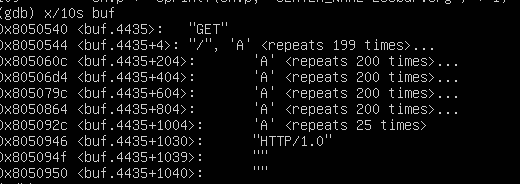 (gdb) x/10s buf
0x8050540 <buf.4435>: "GET"
0x8050544 <buf.4435+4>: "/", 'A' <repeats 199 times>...
0x805060c <buf.4435+204>: 'A' <repeats 200 times>...
0x80506d4 <buf.4435+404>: 'A' <repeats 200 times>...
0x805079c <buf.4435+604>: 'A' <repeats 200 times>...
0x8050864 <buf.4435+804>: 'A' <repeats 200 times>...
0x805092c <buf.4435+1004>: 'A' <repeats 25 times>
0x8050946 <buf.4435+1030>: "HTTP/1.0"
0x805094f <buf.4435+1039>: ""
0x8050950 <buf.4435+1040>: ""